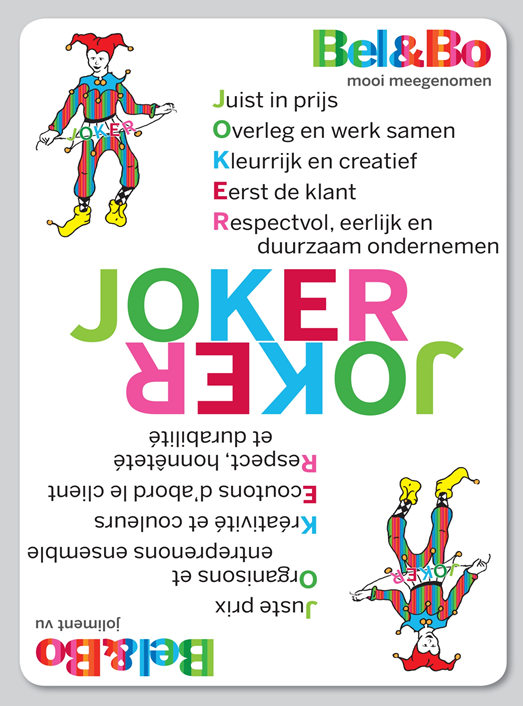 Bel&Bo
mooi meegenomen
Juist in prijs
Overleg en werk samen
Kleurrijk en creatief
Eerst de klant
Respectvol, eerlijk en
duurzaam ondernemen
JOKER
JOKER
JOKER
Bel&Bo
joliment vu
Juste prix
Organisons et
entreprenons ensemble
Kréativité et couleurs
Ecoutons d'abord le client
Respect, honnêteté
et durabilité
JOKER
JOKER